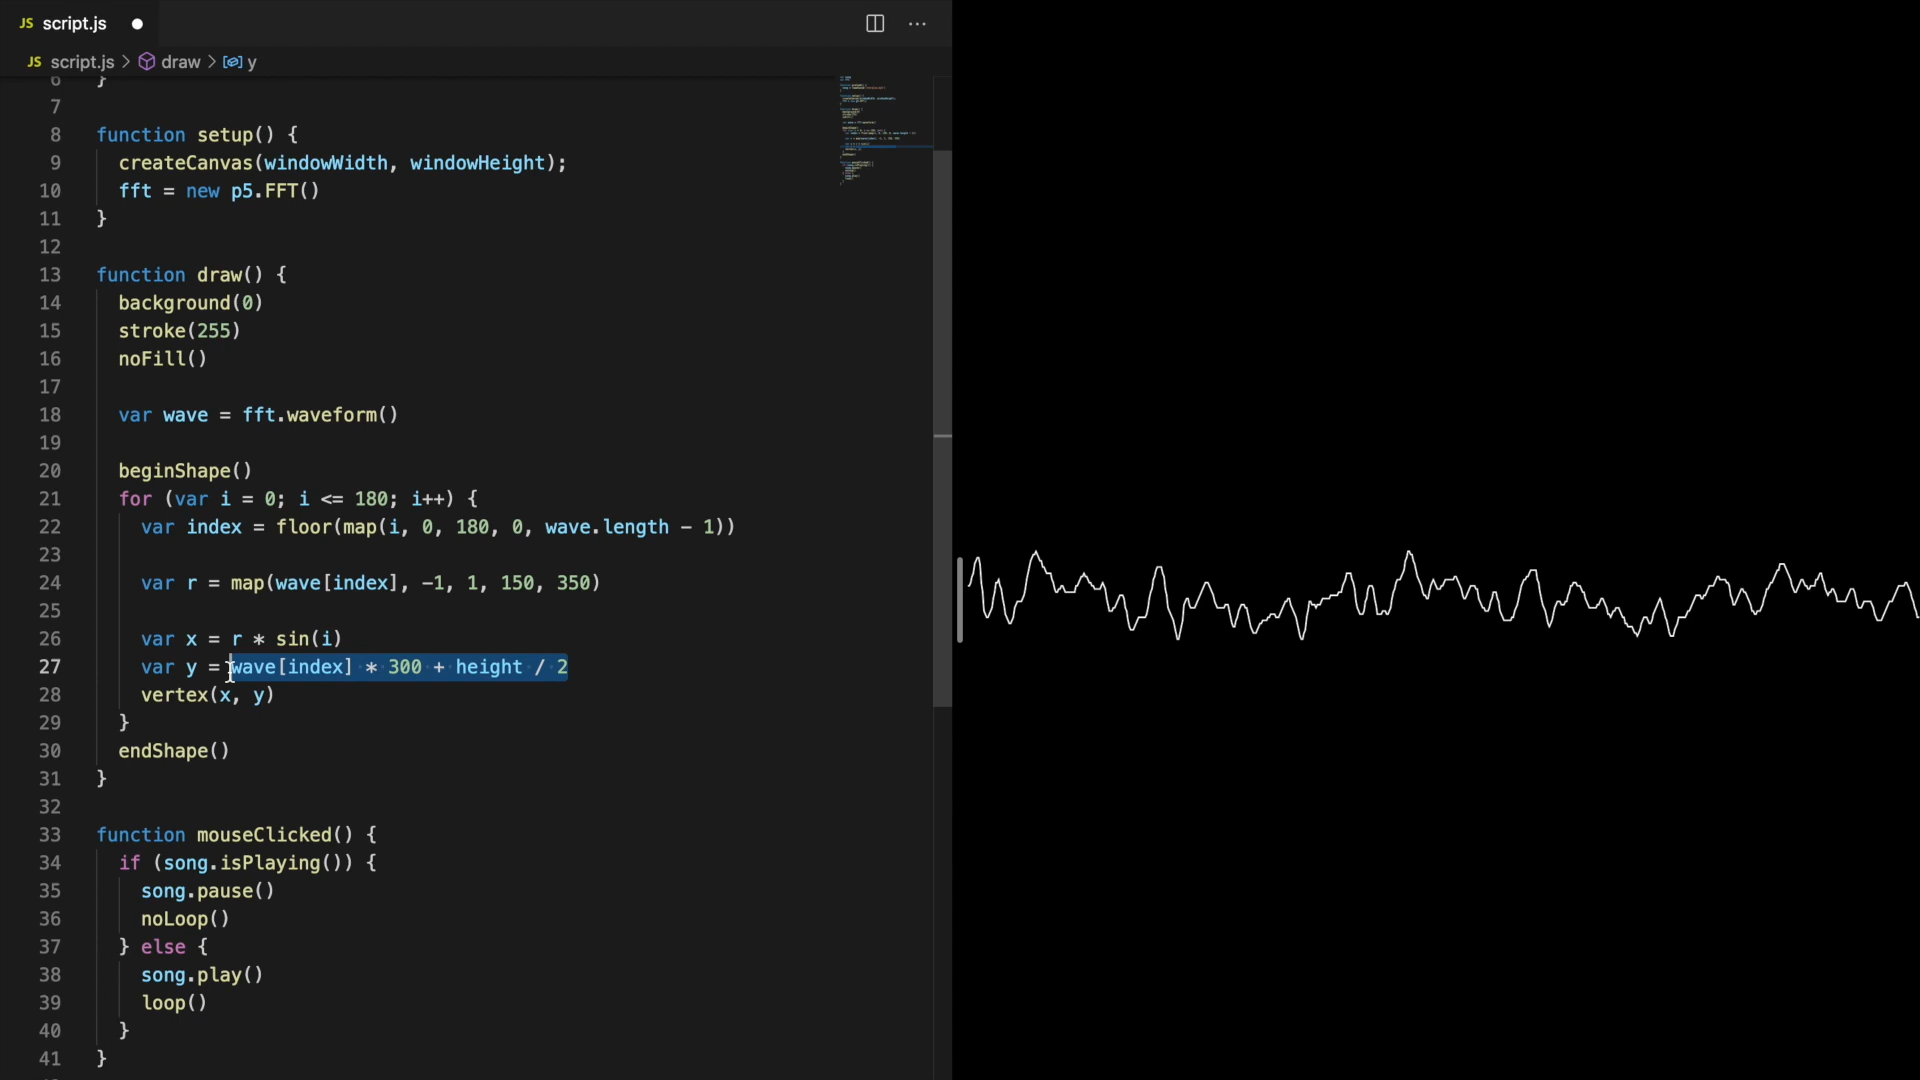 JS script.js
JS script.js > draw > y
6 }
7
8 function setup() {
9 createCanvas(windowWidth, windowHeight);
10 fft = new p5.FFT()
11 }
12
13 function draw() {
14 background(0)
15 stroke(255)
16 noFill()
17
18 var wave = fft.waveform()
19
20 beginShape()
21 for (var i = 0; i <= 180; i++) {
22 var index = floor(map(i, 0, 180, 0, wave.length - 1))
23
24 var r = map(wave[index], -1, 1, 150, 350)
25
26 var x = r * sin(i)
27 var y = wave[index] * 300 + height / 2
28 vertex(x, y)
29 }
30 endShape()
31 }
32
33 function mouseClicked() {
34 if (song.isPlaying()) {
35 song.pause()
36 noLoop()
37 } else {
38 song.play()
39 loop()
40 }
41 }